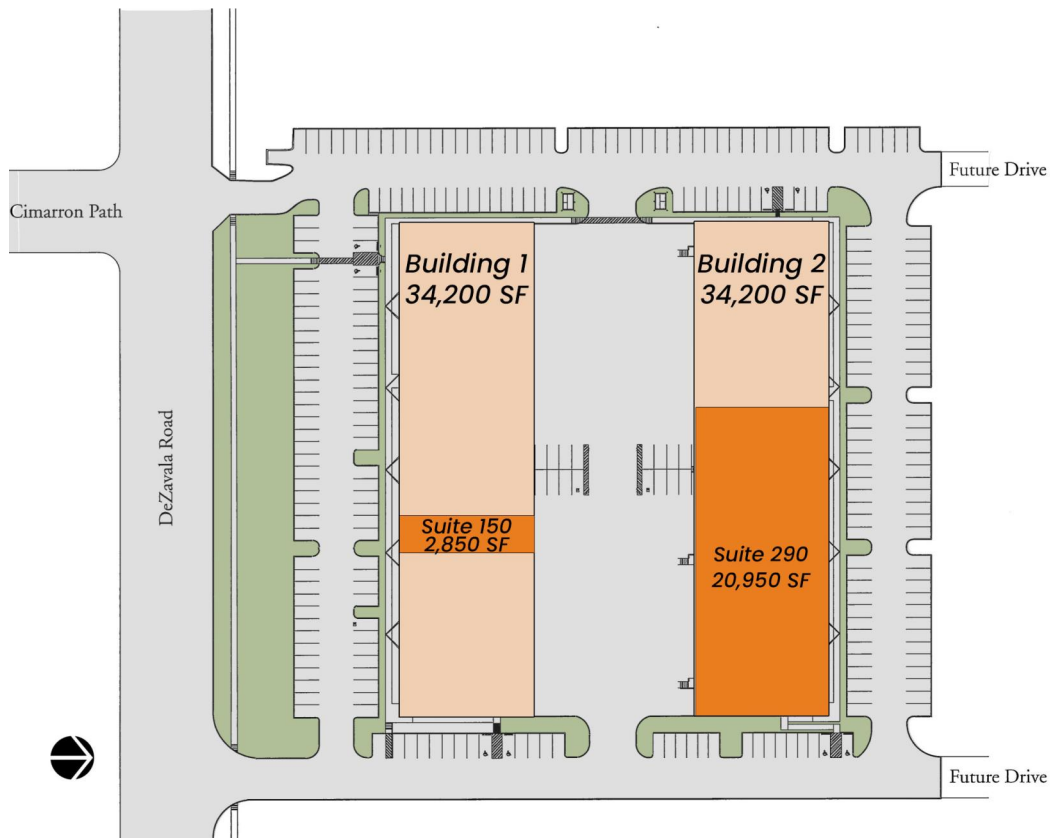 Future Drive
Cimarron Path
Building 1
34,200 SF
Building 2
34,200 SF
DeZavala Road
Suite 150
2,850 SF
Suite 290
20,950 SF
Future Drive